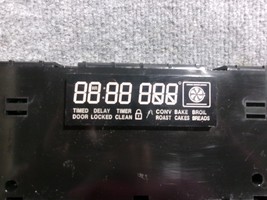 88:88 888°
TIMED DELAY TIMER CONV BAKE BROIL
DOOR LOCKED CLEAN ROAST CAKES BREADS